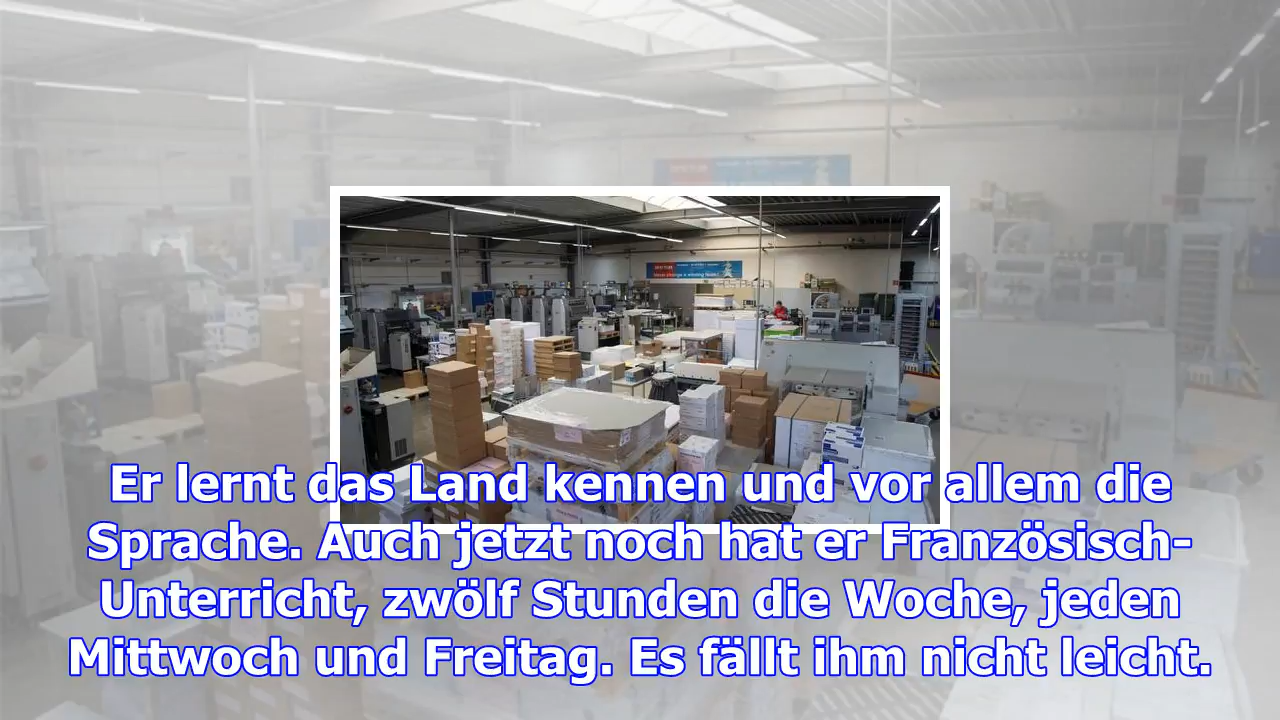 Er lernt das Land kennen und vor allem die
Sprache. Auch jetzt noch hat er Französisch-
Unterricht, zwölf Stunden die Woche, jeden
Mittwoch und Freitag. Es fällt ihm nicht leicht.